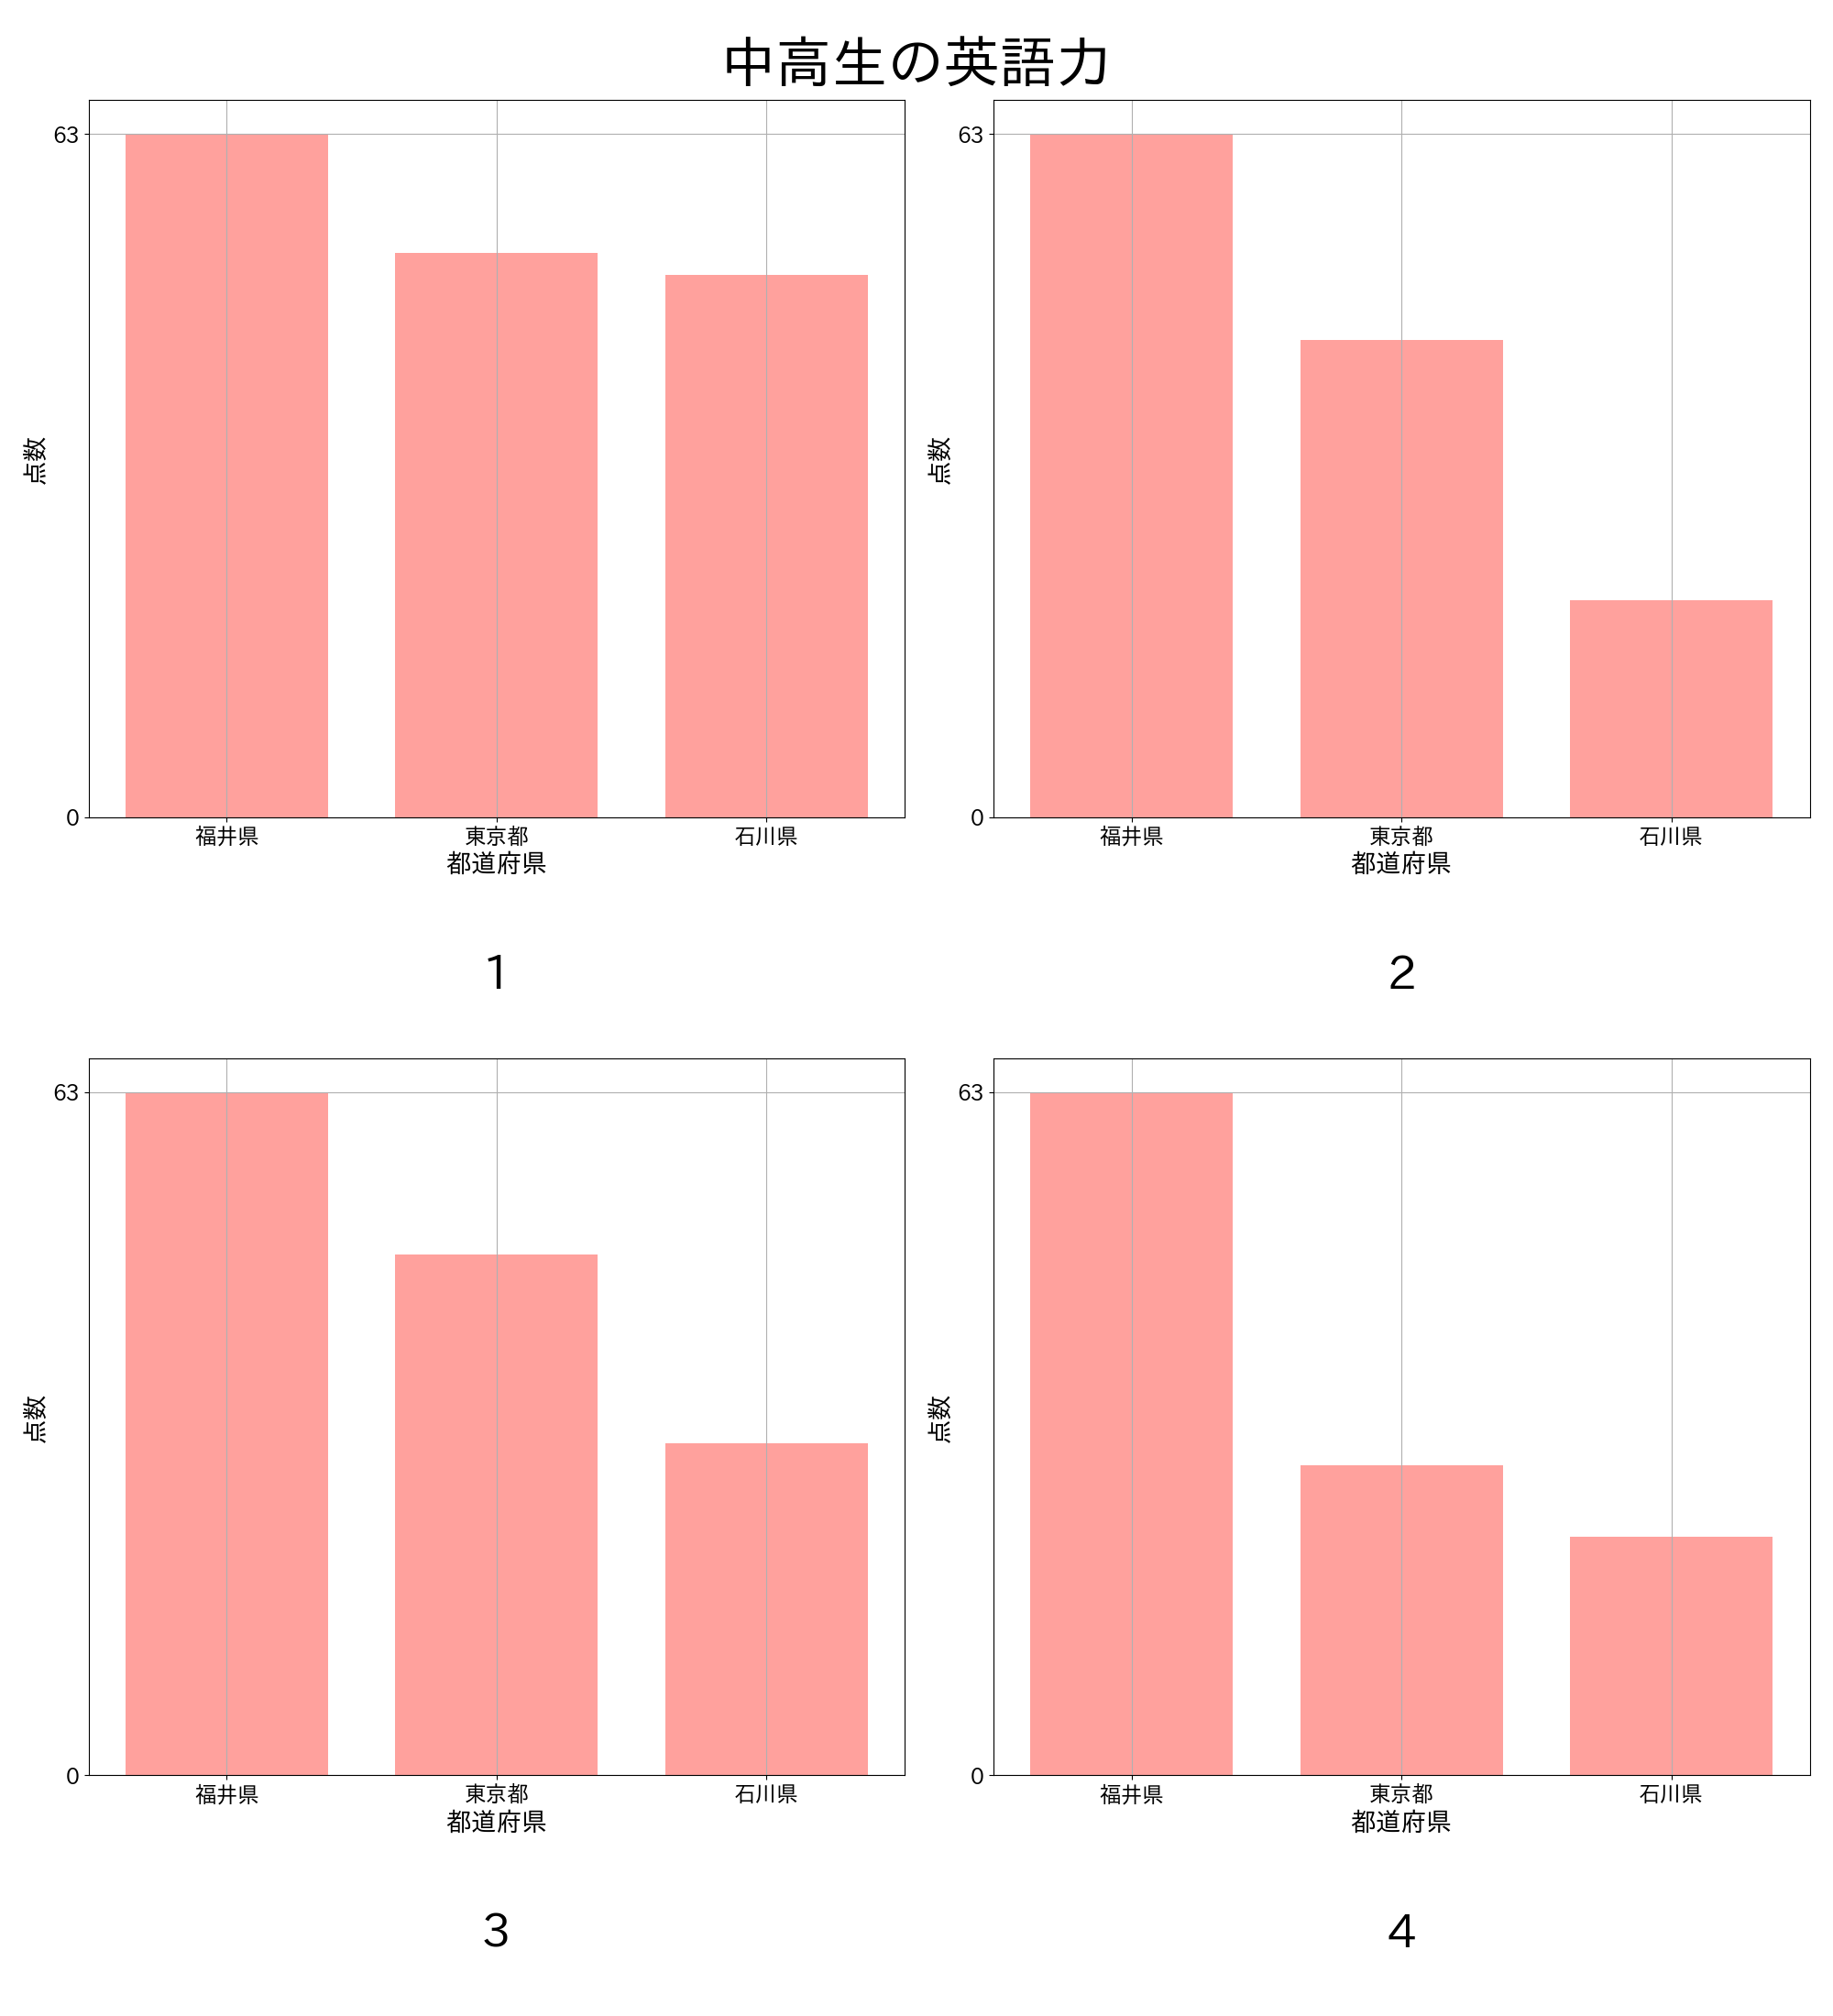 中高生の英語力
63
0
点数
福井県 東京都 石川県
都道府県
1
63
0
点数
福井県 東京都 石川県
都道府県
2
63
0
点数
福井県 東京都 石川県
都道府県
3
63
0
点数
福井県 東京都 石川県
都道府県
4